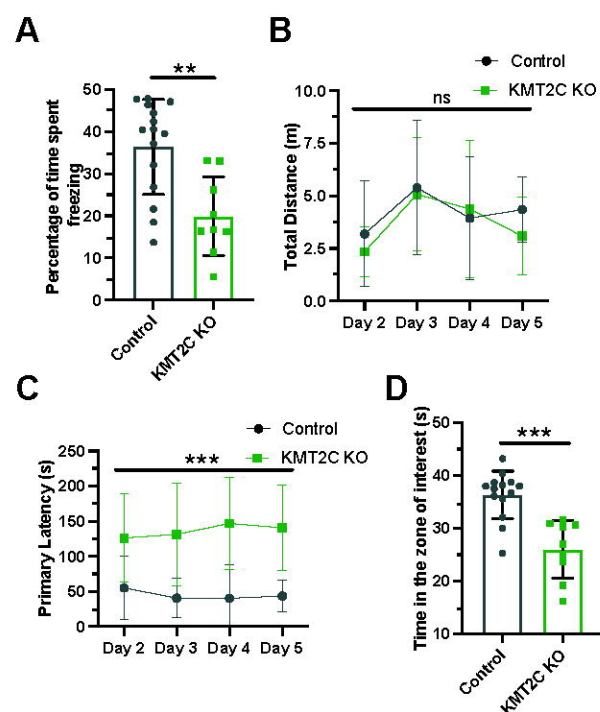 A
**
Percentage of time spent
freezing
50
40
30
20
10
0
Control
KMT2C KO
B
Control
KMT2C KO
ns
Total Distance (m)
10.0
7.5
5.0
2.5
0.0
Day 2 Day 3 Day 4 Day 5
C
Control
KMT2C KO
***
Primary Latency (s)
250
200
150
100
50
0
Day 2 Day 3 Day 4 Day 5
D
***
Time in the zone of interest (s)
50
40
30
20
10
Control
KMT2C KO